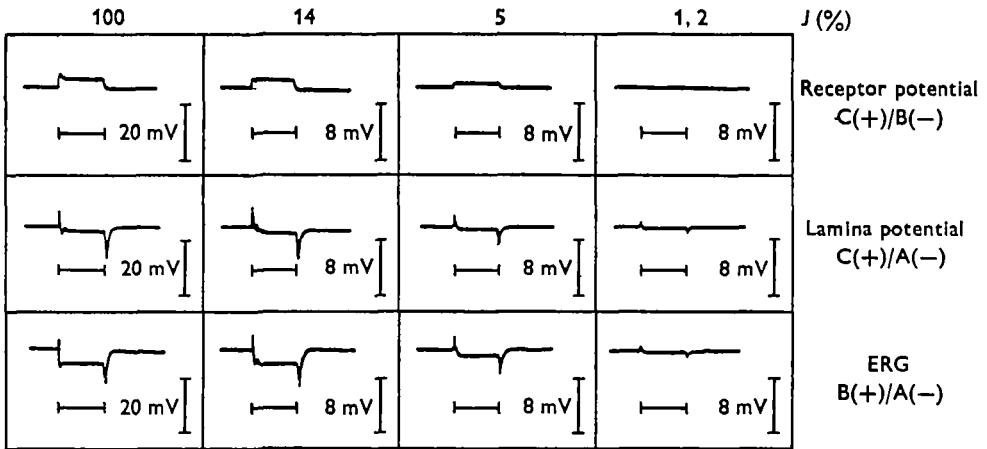 100 14 5 1, 2 J (%)
20 mV 8 mV 8 mV 8 mV
Receptor potential
C(+)/B(−)
20 mV 8 mV 8 mV 8 mV
Lamina potential
C(+)/A(−)
20 mV 8 mV 8 mV 8 mV
ERG
B(+)/A(−)